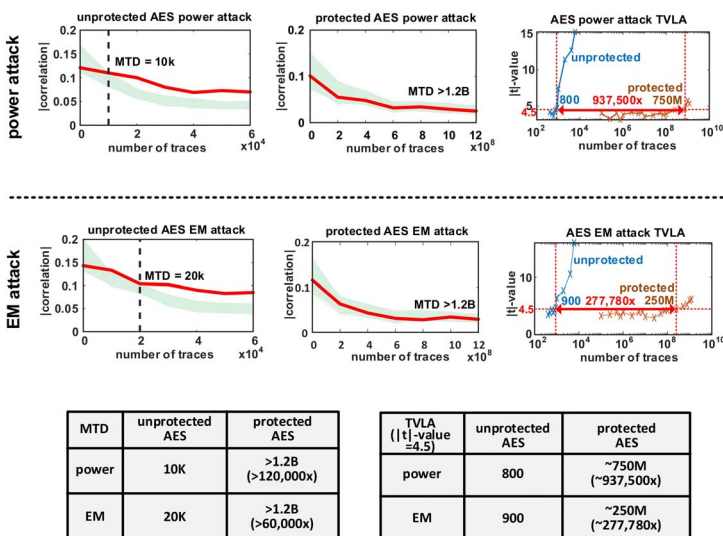 power attack
unprotected AES power attack
|correlation|
0.2
0.15
0.1
0.05
0
MTD = 10k
0 2 4 6
x10⁴
number of traces
protected AES power attack
|correlation|
0.2
0.15
0.1
0.05
0
MTD >1.2B
0 2 4 6 8 10 12
x10⁸
number of traces
AES power attack TVLA
|t|-value
15
10
5
4.5
unprotected
protected
800 937,500x 750M
10² 10⁴ 10⁶ 10⁸ 10¹⁰
number of traces
EM attack
unprotected AES EM attack
|correlation|
0.2
0.15
0.1
0.05
0
MTD = 20k
0 2 4 6
x10⁴
number of traces
protected AES EM attack
|correlation|
0.2
0.15
0.1
0.05
0
MTD >1.2B
0 2 4 6 8 10 12
x10⁸
number of traces
AES EM attack TVLA
|t|-value
10
4.5
0
unprotected
protected
900 277,780x 250M
10² 10⁴ 10⁶ 10⁸ 10¹⁰
number of traces
MTD
unprotected
AES
protected
AES
power
10K
>1.2B
(>120,000x)
EM
20K
>1.2B
(>60,000x)
TVLA
(|t|-value
=4.5)
unprotected
AES
protected
AES
power
800
~750M
(~937,500x)
EM
900
~250M
(~277,780x)